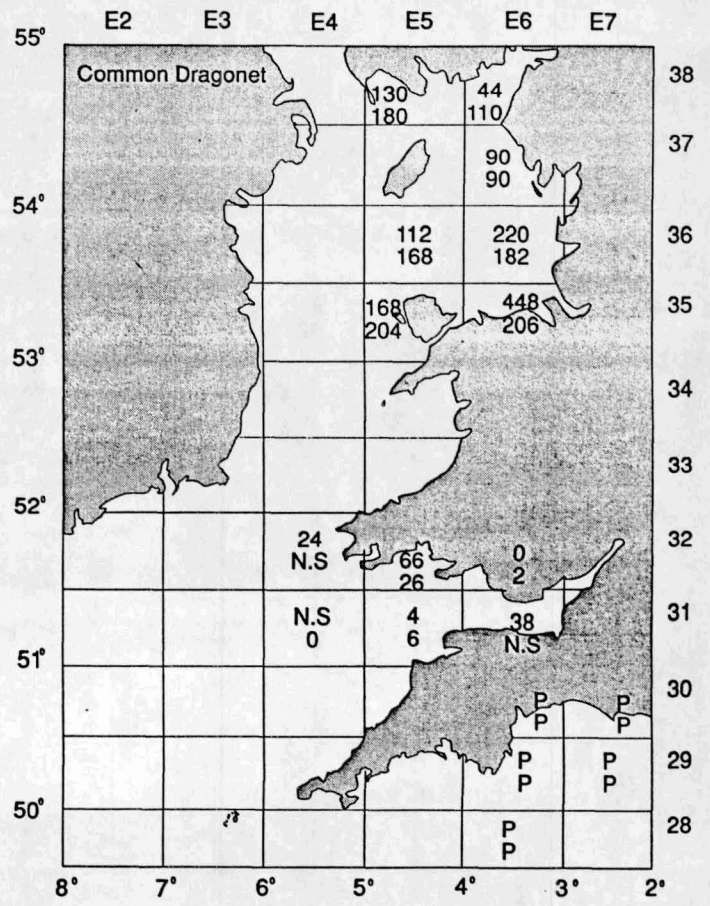 E2 E3 E4 E5 E6 E7
55°
Common Dragonet
38
130 44
180 110
37
90
90
54°
112 220 36
168 182
168 448 35
204 206
53°
34
33
52°
24 32
N.S 66 0
26 2
N.S 4 38 31
0 6 N.S
51°
30
P P
P P
P P 29
P P
50°
28
P
P
8° 7° 6° 5° 4° 3° 2°